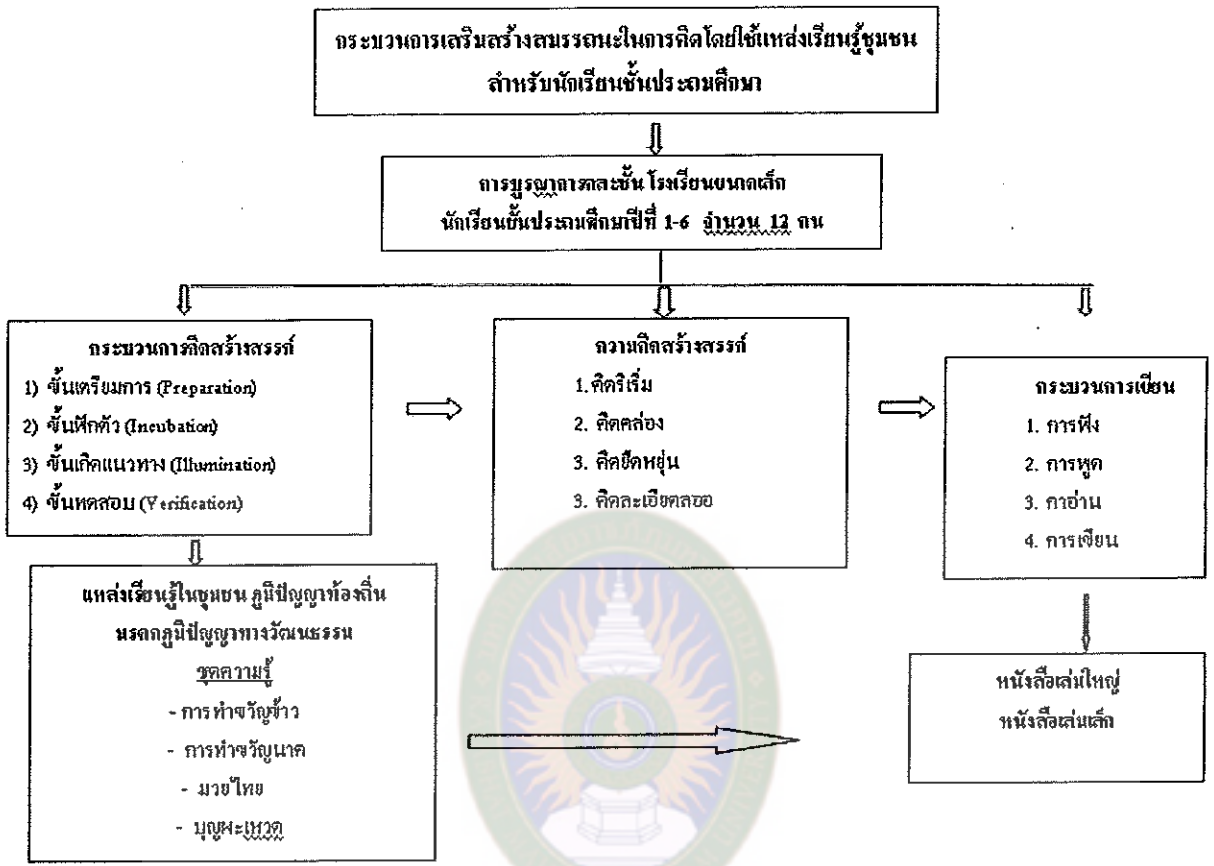 กระบวนการเสริมสร้างสมรรถนะในการคิดโดยใช้แหล่งเรียนรู้ชุมชน
สำหรับนักเรียนชั้นประถมศึกษา
การบูรณาการคละชั้น โรงเรียนขนาดเล็ก
นักเรียนชั้นประถมศึกษาปีที่ 1-6 จำนวน 12 คน
กระบวนการคิดสร้างสรรค์
1) ขั้นเตรียมการ (Preparation)
2) ขั้นฟักตัว (Incubation)
3) ขั้นเกิดแนวทาง (Illumination)
4) ขั้นทดสอบ (Verification)
ความคิดสร้างสรรค์
1. คิดริเริ่ม
2. คิดคล่อง
3. คิดยืดหยุ่น
3. คิดละเอียดลออ
กระบวนการเขียน
1. การฟัง
2. การพูด
3. กาอ่าน
4. การเขียน
แหล่งเรียนรู้ในชุมชน ภูมิปัญญาท้องถิ่น
มรดกภูมิปัญญาทางวัฒนธรรม
ชุดความรู้
- การทำขวัญข้าว
- การทำขวัญนาค
- มวยไทย
- บุญผะเหวด
หนังสือเล่มใหญ่
หนังสือเล่มเล็ก